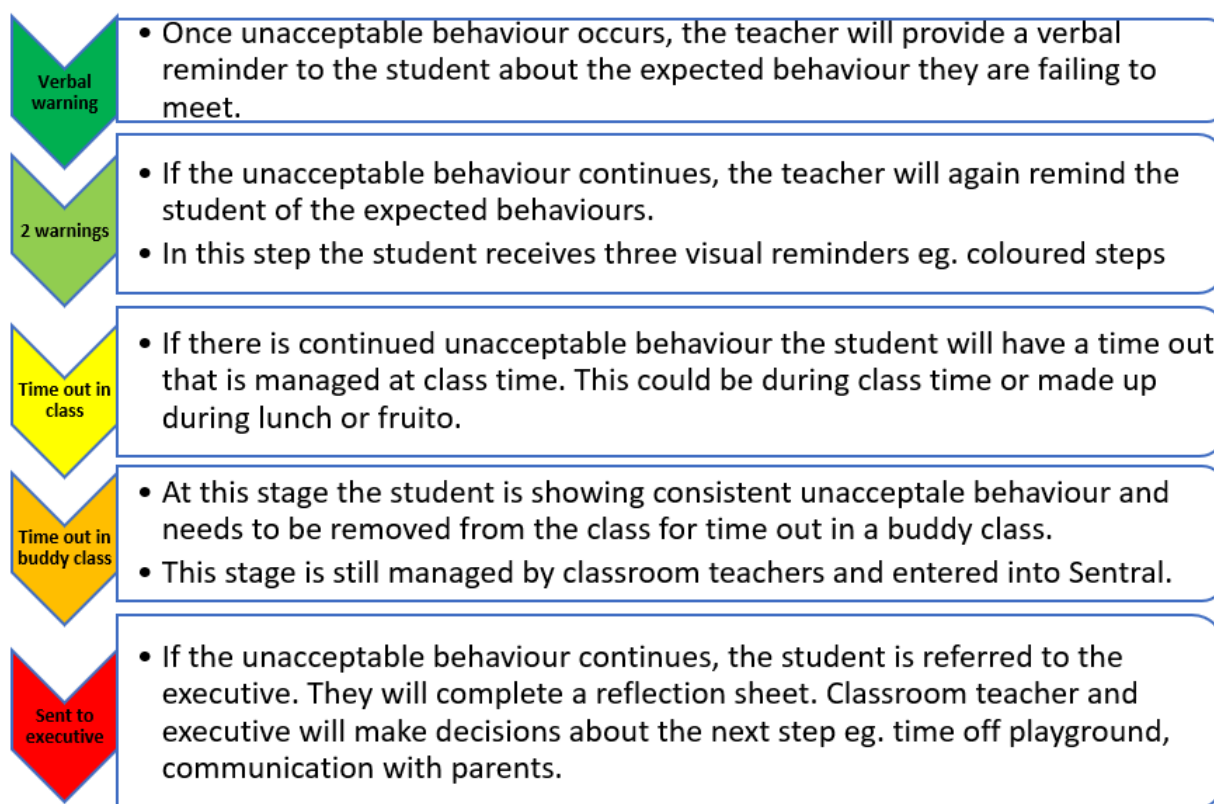 Verbal
warning
• Once unacceptable behaviour occurs, the teacher will provide a verbal
reminder to the student about the expected behaviour they are failing to
meet.
2 warnings
• If the unacceptable behaviour continues, the teacher will again remind the
student of the expected behaviours.
• In this step the student receives three visual reminders eg. coloured steps
Time out in
class
• If there is continued unacceptable behaviour the student will have a time out
that is managed at class time. This could be during class time or made up
during lunch or fruito.
Time out in
buddy class
• At this stage the student is showing consistent unacceptale behaviour and
needs to be removed from the class for time out in a buddy class.
• This stage is still managed by classroom teachers and entered into Sentral.
Sent to
executive
• If the unacceptable behaviour continues, the student is referred to the
executive. They will complete a reflection sheet. Classroom teacher and
executive will make decisions about the next step eg. time off playground,
communication with parents.